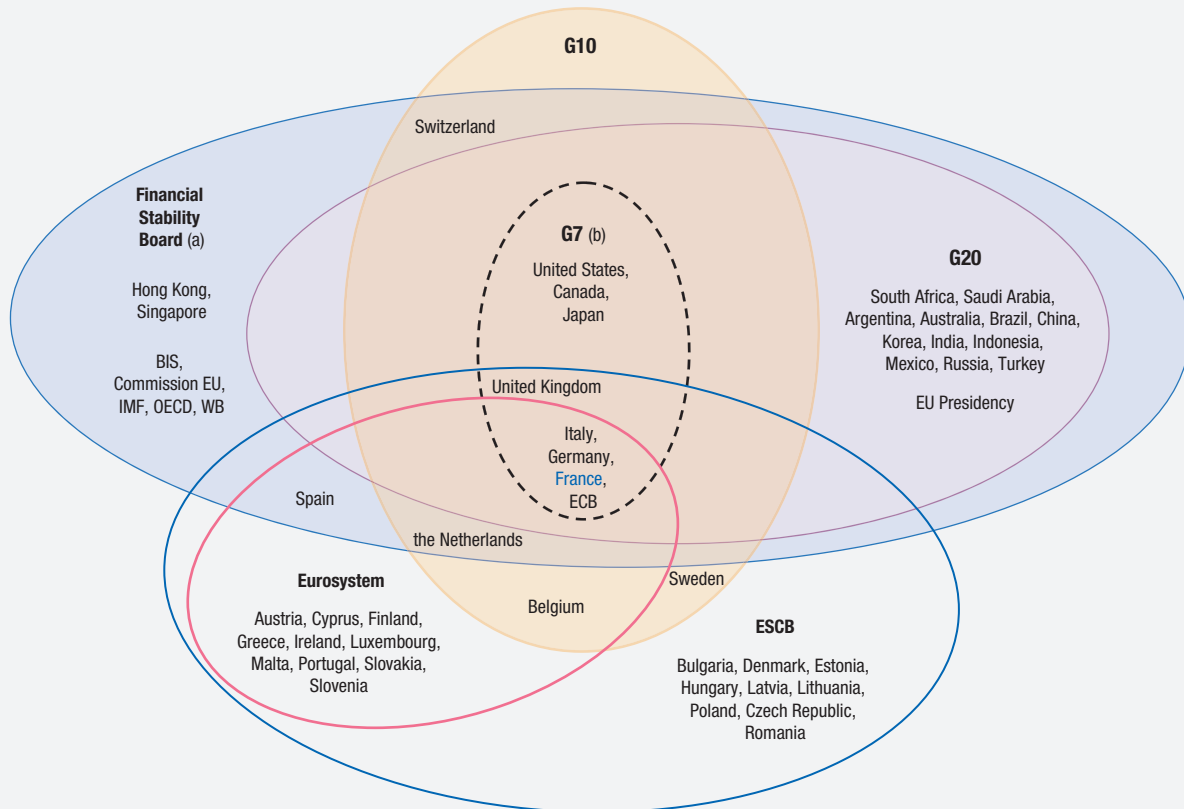 G10
Switzerland
Financial
Stability
Board (a)
Hong Kong,
Singapore
BIS,
Commission EU,
IMF, OECD, WB
G7 (b)
United States,
Canada,
Japan
G20
South Africa, Saudi Arabia,
Argentina, Australia, Brazil, China,
Korea, India, Indonesia,
Mexico, Russia, Turkey
EU Presidency
United Kingdom
Italy,
Germany,
France,
ECB
Spain
the Netherlands
Sweden
Belgium
Eurosystem
Austria, Cyprus, Finland,
Greece, Ireland, Luxembourg,
Malta, Portugal, Slovakia,
Slovenia
ESCB
Bulgaria, Denmark, Estonia,
Hungary, Latvia, Lithuania,
Poland, Czech Republic,
Romania